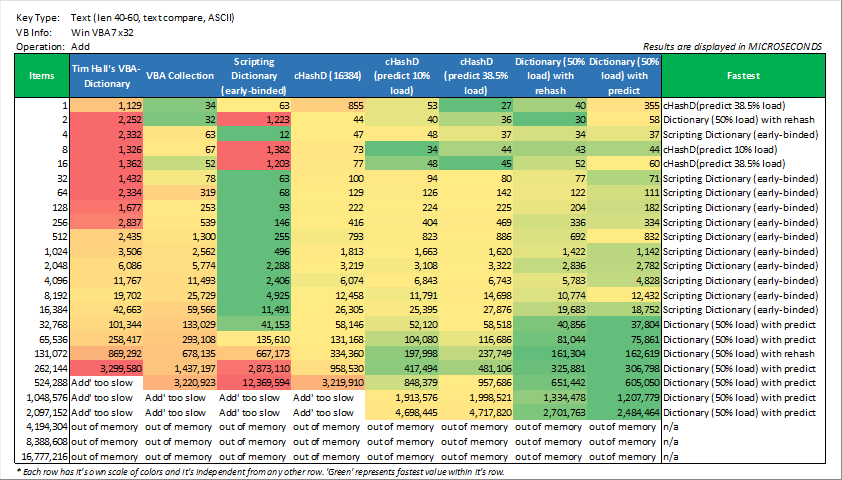 Key Type: Text (len 40-60, text compare, ASCII)
VB Info: Win VBA7 x32
Operation: Add
Results are displayed in MICROSECONDS
Items Tim Hall's VBA-Dictionary VBA Collection Scripting Dictionary (early-binded) cHashD (16384) cHashD (predict 10% load) cHashD (predict 38.5% load) Dictionary (50% load) with rehash Dictionary (50% load) with predict Fastest
1 1,129 34 63 855 53 27 40 355 cHashD(predict 38.5% load)
2 2,252 32 1,223 44 40 36 30 58 Dictionary (50% load) with rehash
4 2,332 63 12 47 48 37 34 37 Scripting Dictionary (early-binded)
8 1,326 67 1,382 73 34 44 43 44 cHashD(predict 10% load)
16 1,362 52 1,203 77 48 45 52 60 cHashD(predict 38.5% load)
32 1,432 78 63 100 94 80 77 71 Scripting Dictionary (early-binded)
64 2,334 319 68 129 126 142 122 111 Scripting Dictionary (early-binded)
128 1,677 253 93 222 224 225 204 182 Scripting Dictionary (early-binded)
256 2,837 539 146 416 404 469 336 334 Scripting Dictionary (early-binded)
512 2,435 1,300 255 793 823 886 692 832 Scripting Dictionary (early-binded)
1,024 3,506 2,562 496 1,813 1,663 1,620 1,422 1,142 Scripting Dictionary (early-binded)
2,048 6,086 5,774 2,288 3,219 3,108 3,322 2,836 2,782 Scripting Dictionary (early-binded)
4,096 11,767 11,493 2,406 6,074 6,843 6,743 5,783 4,828 Scripting Dictionary (early-binded)
8,192 19,702 25,729 4,925 12,458 11,791 14,698 10,774 12,432 Scripting Dictionary (early-binded)
16,384 42,663 59,566 11,491 26,305 25,395 27,876 19,683 18,752 Scripting Dictionary (early-binded)
32,768 101,344 133,029 41,153 58,146 52,120 58,518 40,856 37,804 Dictionary (50% load) with predict
65,536 258,417 293,108 135,610 131,168 104,080 116,686 81,044 75,861 Dictionary (50% load) with predict
131,072 869,292 678,135 667,173 334,360 197,998 237,749 161,304 162,619 Dictionary (50% load) with rehash
262,144 3,299,580 1,437,197 2,873,110 958,530 417,494 481,106 325,881 306,798 Dictionary (50% load) with predict
524,288 Add' too slow 3,220,923 12,369,594 3,219,910 848,379 957,686 651,442 605,050 Dictionary (50% load) with predict
1,048,576 Add' too slow Add' too slow Add' too slow Add' too slow 1,913,576 1,998,521 1,334,478 1,207,779 Dictionary (50% load) with predict
2,097,152 Add' too slow Add' too slow Add' too slow Add' too slow 4,698,445 4,717,820 2,701,763 2,484,464 Dictionary (50% load) with predict
4,194,304 out of memory out of memory out of memory out of memory out of memory out of memory out of memory out of memory n/a
8,388,608 out of memory out of memory out of memory out of memory out of memory out of memory out of memory out of memory n/a
16,777,216 out of memory out of memory out of memory out of memory out of memory out of memory out of memory out of memory n/a
* Each row has it's own scale of colors and it's independent from any other row. 'Green' represents fastest value within it's row.